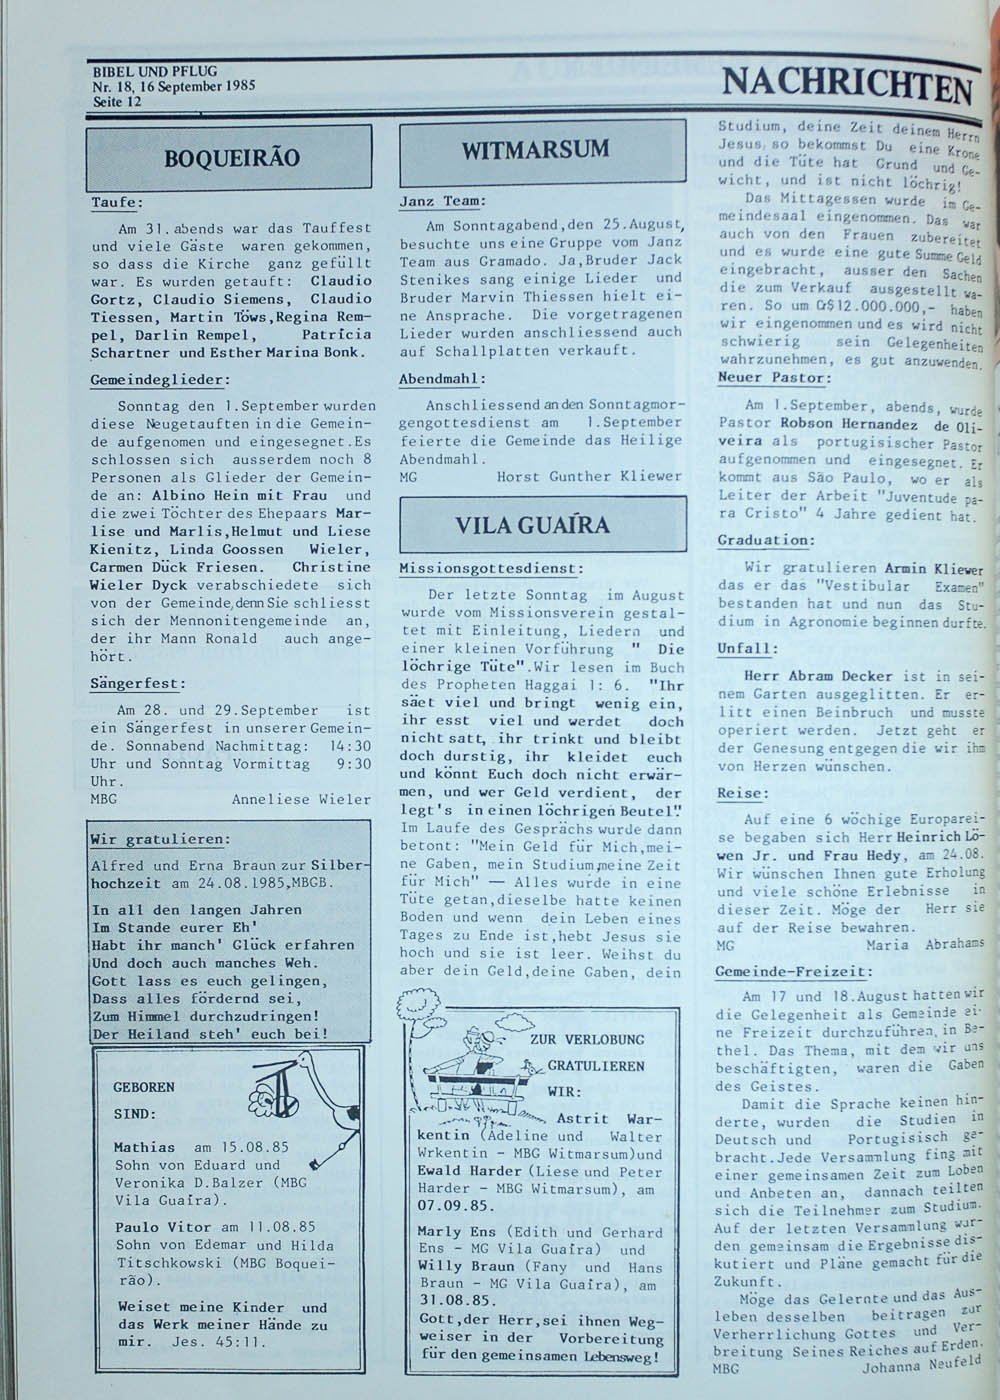 BIBEL UND PFLUG
Nr. 18, 16 September 1985
Seite 12
NACHRICHTEN
BOQUEIRÃO
Taufe:
Am 31. abends war das Tauffest
und viele Gäste waren gekommen,
so dass die Kirche ganz gefüllt
war. Es wurden getauft: Claudio
Gortz, Claudio Siemens, Claudio
Tiessen, Martin Töws, Regina Rem-
pel, Darlin Rempel, Patrícia
Schartner und Esther Marina Bonk.
Gemeindeglieder:
Sonntag den 1.September wurden
diese Neugetauften in die Gemein-
de aufgenomen und eingesegnet.Es
schlossen sich ausserdem noch 8
Personen als Glieder der Gemein-
de an: Albino Hein mit Frau und
die zwei Töchter des Ehepaars Mar-
lise und Marlis,Helmut und Liese
Kienitz, Linda Goossen Wieler,
Carmen Dück Friesen. Christine
Wieler Dyck verabschiedete sich
von der Gemeinde,denn Sie schliesst
sich der Mennonitengemeinde an,
der ihr Mann Ronald auch ange-
hört.
Sängerfest:
Am 28. und 29.September ist
ein Sängerfest in unserer Gemein-
de. Sonnabend Nachmittag: 14:30
Uhr und Sonntag Vormittag 9:30
Uhr.
MBG Anneliese Wieler
Wir gratulieren:
Alfred und Erna Braun zur Silber-
hochzeit am 24.08.1985,MBGB.
In all den langen Jahren
Im Stande eurer Eh'
Habt ihr manch' Glück erfahren
Und doch auch manches Weh.
Gott lass es euch gelingen,
Dass alles fördernd sei,
Zum Himmel durchzudringen!
Der Heiland steh' euch bei!
GEBOREN
SIND:
Mathias am 15.08.85
Sohn von Eduard und
Veronika D.Balzer (MBG
Vila Guaíra).
Paulo Vitor am 11.08.85
Sohn von Edemar und Hilda
Titschkowski (MBG Boquei-
rão).
Weiset meine Kinder und
das Werk meiner Hände zu
mir. Jes. 45:11.
WITMARSUM
Janz Team:
Am Sonntagabend,den 25.August,
besuchte uns eine Gruppe vom Janz
Team aus Gramado. Ja,Bruder Jack
Stenikes sang einige Lieder und
Bruder Marvin Thiessen hielt ei-
ne Ansprache. Die vorgetragenen
Lieder wurden anschliessend auch
auf Schallplatten verkauft.
Abendmahl:
Anschliessend an den Sonntagmor-
gengottesdienst am 1.September
feierte die Gemeinde das Heilige
Abendmahl.
MG Horst Gunther Kliewer
VILA GUAÍRA
Missionsgottesdienst:
Der letzte Sonntag im August
wurde vom Missionsverein gestal-
tet mit Einleitung, Liedern und
einer kleinen Vorführung " Die
löchrige Tüte".Wir lesen im Buch
des Propheten Haggai 1: 6. "Ihr
säet viel und bringt wenig ein,
ihr esst viel und werdet doch
nicht satt, ihr trinkt und bleibt
doch durstig, ihr kleidet euch
und könnt Euch doch nicht erwär-
men, und wer Geld verdient, der
legt's in einen löchrigen Beutel".
Im Laufe des Gesprächs wurde dann
betont: "Mein Geld für Mich,mei-
ne Gaben, mein Studium,meine Zeit
für Mich" — Alles wurde in eine
Tüte getan,dieselbe hatte keinen
Boden und wenn dein Leben eines
Tages zu Ende ist,hebt Jesus sie
hoch und sie ist leer. Weihst du
aber dein Geld,deine Gaben, dein
ZUR VERLOBUNG
GRATULIEREN
WIR:
Astrit War-
kentin (Adeline und Walter
Wrkentin - MBG Witmarsum)und
Ewald Harder (Liese und Peter
Harder - MBG Witmarsum), am
07.09.85.
Marly Ens (Edith und Gerhard
Ens - MG Vila Guaíra) und
Willy Braun (Fany und Hans
Braun - MG Vila Guaíra), am
31.08.85.
Gott,der Herr,sei ihnen Weg-
weiser in der Vorbereitung
für den gemeinsamen Lebensweg!
Studium, deine Zeit deinem Herrn
Jesus, so bekommst Du eine Krone
und die Tüte hat Grund und Ge-
wicht, und ist nicht löchrig!
Das Mittagessen wurde im Ge-
meindesaal eingenommen. Das war
auch von den Frauen zubereitet
und es wurde eine gute Summe Geld
eingebracht, ausser den Sachen
die zum Verkauf ausgestellt wa-
ren. So um Cr$12.000.000,- haben
wir eingenommen und es wird nicht
schwierig sein Gelegenheiten
wahrzunehmen, es gut anzuwenden.
Neuer Pastor:
Am 1.September, abends, wurde
Pastor Robson Hernandez de Oli-
veira als portugisischer Pastor
aufgenommen und eingesegnet. Er
kommt aus São Paulo, wo er als
Leiter der Arbeit "Juventude pa-
ra Cristo" 4 Jahre gedient hat.
Graduation:
Wir gratulieren Armin Kliewer
das er das "Vestibular Examen"
bestanden hat und nun das Stu-
dium in Agronomie beginnen durfte.
Unfall:
Herr Abram Decker ist in sei-
nem Garten ausgeglitten. Er er-
litt einen Beinbruch und musste
operiert werden. Jetzt geht er
der Genesung entgegen die wir ihm
von Herzen wünschen.
Reise:
Auf eine 6 wöchige Europarei-
se begaben sich Herr Heinrich Lö-
wen Jr. und Frau Hedy, am 24.08.
Wir wünschen Ihnen gute Erholung
und viele schöne Erlebnisse in
dieser Zeit. Möge der Herr sie
auf der Reise bewahren.
MG Maria Abrahams
Gemeinde-Freizeit:
Am 17 und 18.August hatten wir
die Gelegenheit als Gemeinde ei-
ne Freizeit durchzuführen, in Be-
thel. Das Thema, mit dem wir uns
beschäftigten, waren die Gaben
des Geistes.
Damit die Sprache keinen hin-
derte, wurden die Studien in
Deutsch und Portugisisch ge-
bracht.Jede Versammlung fing mit
einer gemeinsamen Zeit zum Loben
und Anbeten an, dannach teilten
sich die Teilnehmer zum Studium.
Auf der letzten Versammlung wur-
den gemeinsam die Ergebnisse dis-
kutiert und Pläne gemacht für die
Zukunft.
Möge das Gelernte und das Aus-
leben desselben beitragen zur
Verherrlichung Gottes und Ver-
breitung Seines Reiches auf Erden.
MBG Johanna Neufeld